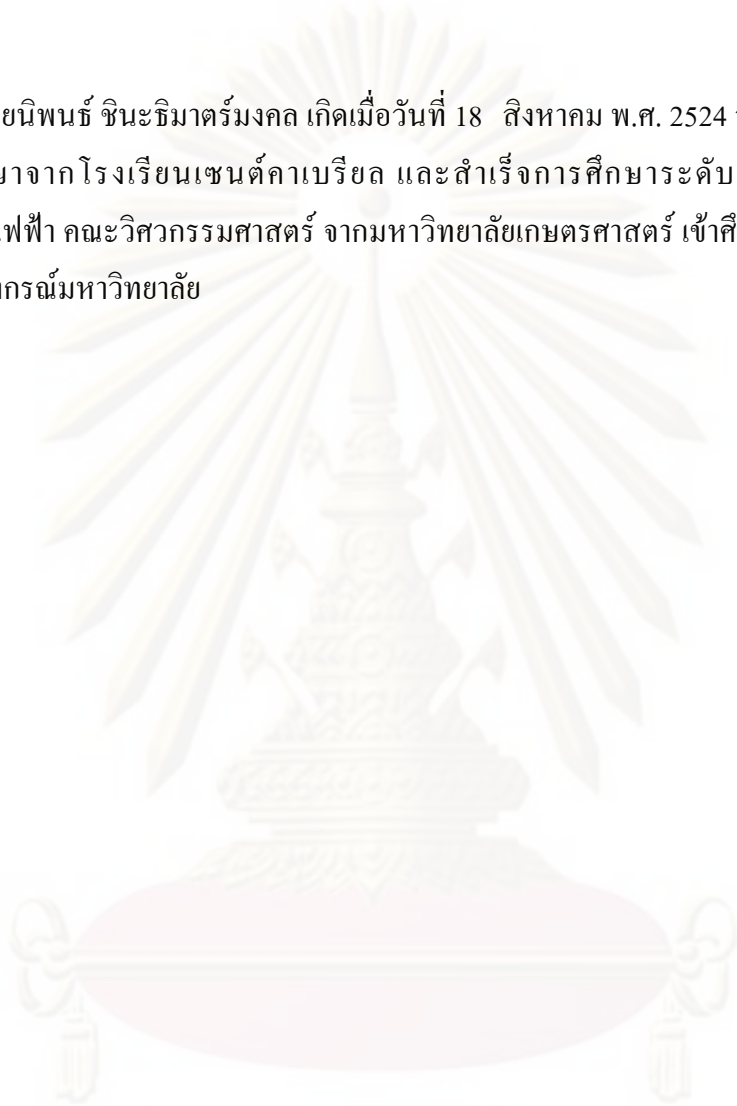 ยนิพนธ์ ชินะธิมาตร์มงคล เกิดเมื่อวันที่ 18 สิงหาคม พ.ศ. 2524
นาจากโรงเรียนเซนต์คาเบรียล และสำเร็จการศึกษาระดับ
ฟฟ้า คณะวิศวกรรมศาสตร์ จากมหาวิทยาลัยเกษตรศาสตร์ เข้าศึ
กรณ์มหาวิทยาลัย